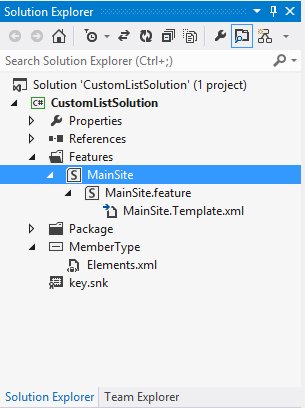 Solution Explorer
Search Solution Explorer (Ctrl+;)
Solution 'CustomListSolution' (1 project)
C# CustomListSolution
Properties
References
Features
S MainSite
S MainSite.feature
MainSite.Template.xml
Package
MemberType
Elements.xml
key.snk
Solution Explorer Team Explorer